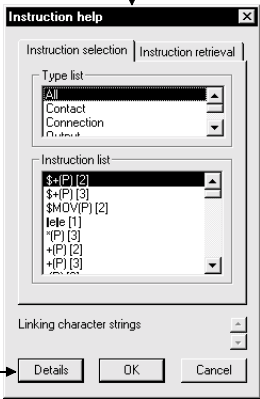 Instruction help
Instruction selection
Instruction retrieval
Type list
All
Contact
Connection
Output
Instruction list
$+(P) [2]
$+(P) [3]
$MOV(P) [2]
*(P) [3]
+(P) [2]
+(P) [3]
Linking character strings
Details
OK
Cancel